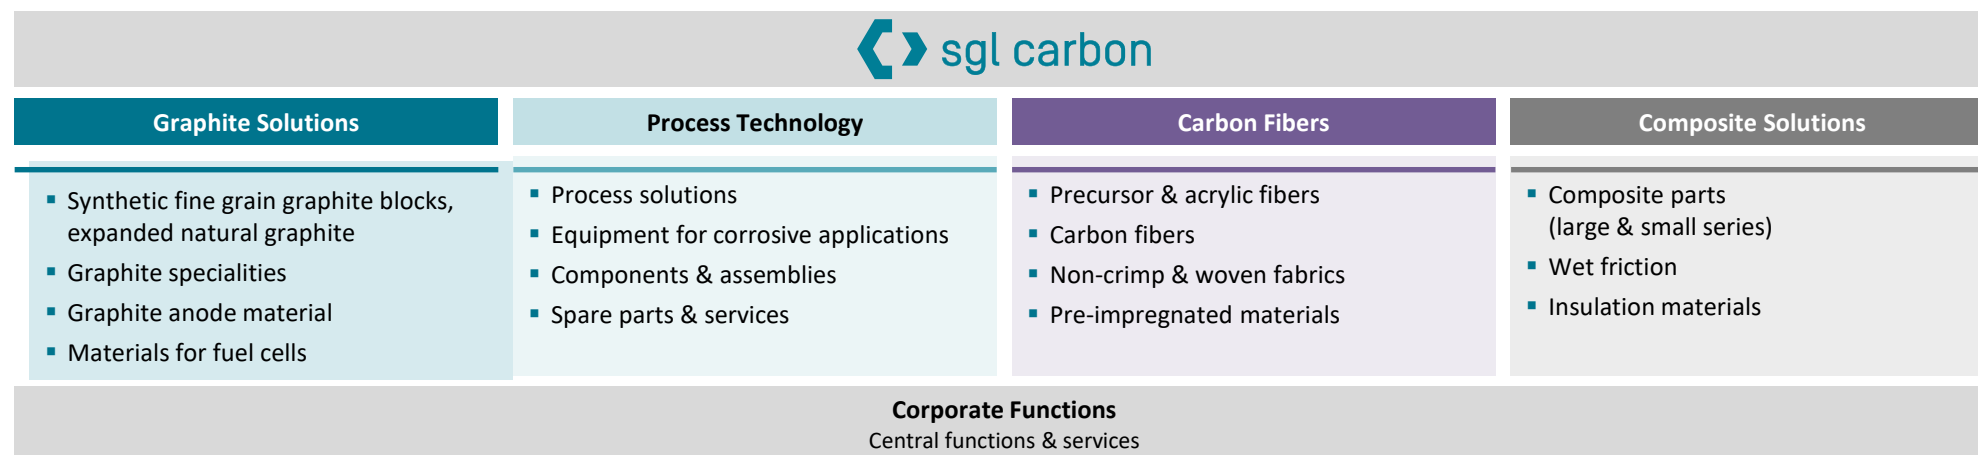 sgl carbon
Graphite Solutions
▪ Synthetic fine grain graphite blocks,
expanded natural graphite
▪ Graphite specialities
▪ Graphite anode material
▪ Materials for fuel cells
Process Technology
▪ Process solutions
▪ Equipment for corrosive applications
▪ Components & assemblies
▪ Spare parts & services
Carbon Fibers
▪ Precursor & acrylic fibers
▪ Carbon fibers
▪ Non-crimp & woven fabrics
▪ Pre-impregnated materials
Composite Solutions
▪ Composite parts
(large & small series)
▪ Wet friction
▪ Insulation materials
Corporate Functions
Central functions & services